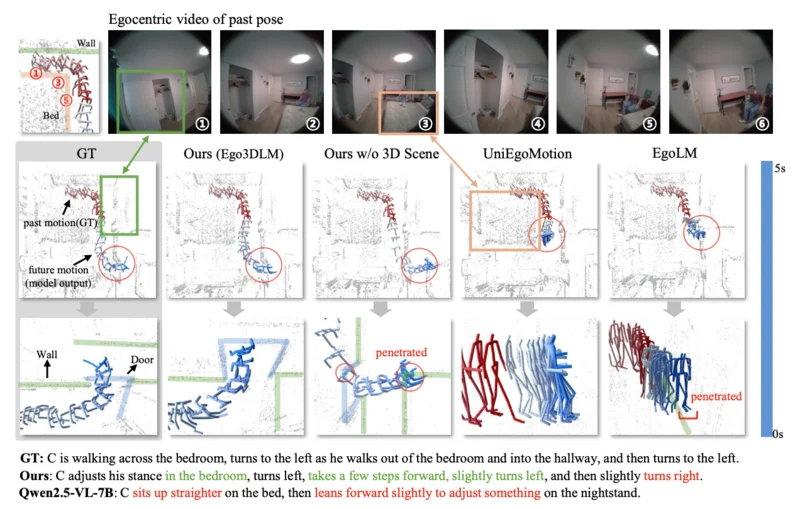 Egocentric video of past pose
Wall
① ③ ⑤
Bed
① ② ③ ④ ⑤ ⑥
GT Ours (Ego3DLM) Ours w/o 3D Scene UniEgoMotion EgoLM
5s
past motion(GT)
future motion
(model output)
Wall Door penetrated
penetrated
0s
GT: C is walking across the bedroom, turns to the left as he walks out of the bedroom and into the hallway, and then turns to the left.
Ours: C adjusts his stance in the bedroom, turns left, takes a few steps forward, slightly turns left, and then slightly turns right.
Qwen2.5-VL-7B: C sits up straighter on the bed, then leans forward slightly to adjust something on the nightstand.